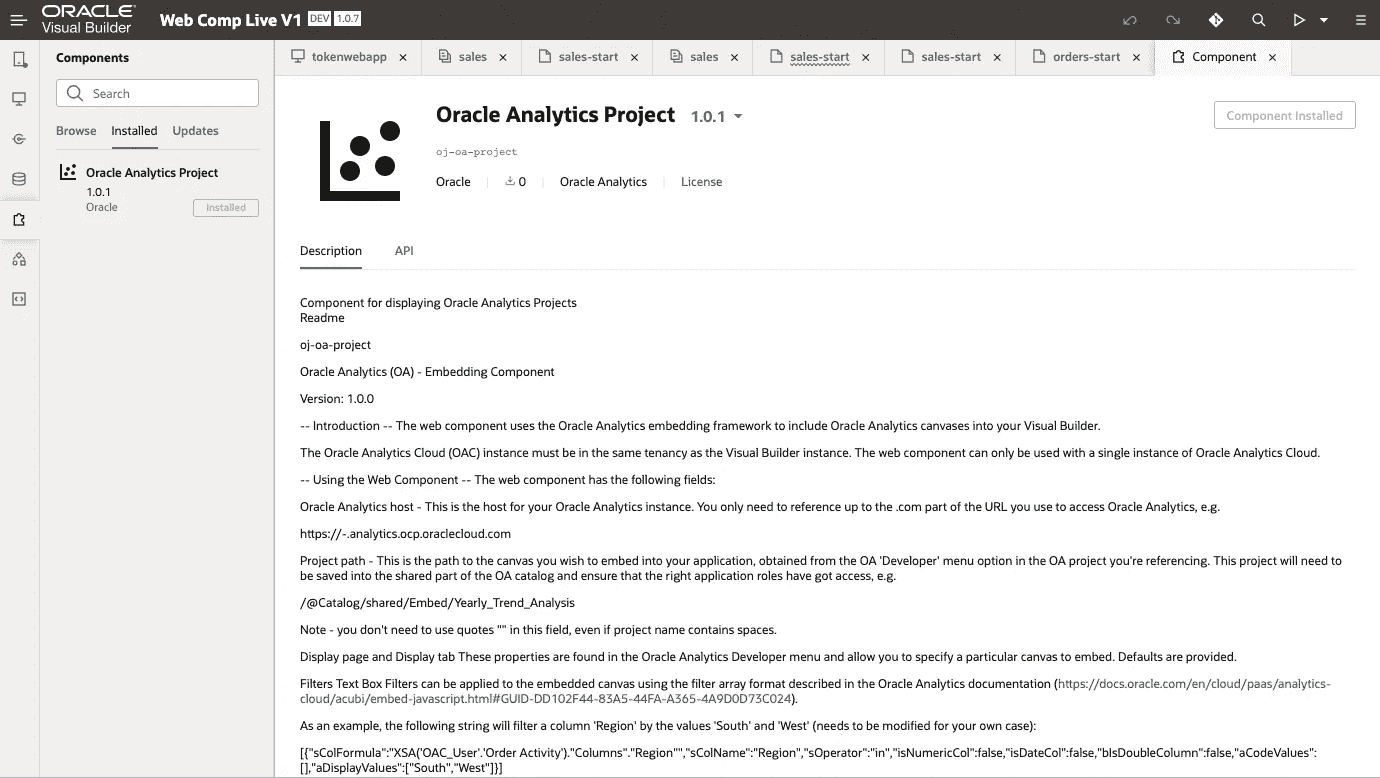 ORACLE
Visual Builder
Web Comp Live V1 DEV 1.0.7
Components
Search
Browse Installed Updates
Oracle Analytics Project
1.0.1
Oracle
Installed
tokenwebapp
sales
sales-start
sales
sales-start
sales-start
orders-start
Component
Oracle Analytics Project 1.0.1
Component Installed
oj-oa-project
Oracle
0
Oracle Analytics
License
Description API
Component for displaying Oracle Analytics Projects
Readme
oj-oa-project
Oracle Analytics (OA) - Embedding Component
Version: 1.0.0
-- Introduction -- The web component uses the Oracle Analytics embedding framework to include Oracle Analytics canvases into your Visual Builder.
The Oracle Analytics Cloud (OAC) instance must be in the same tenancy as the Visual Builder instance. The web component can only be used with a single instance of Oracle Analytics Cloud.
-- Using the Web Component -- The web component has the following fields:
Oracle Analytics host - This is the host for your Oracle Analytics instance. You only need to reference up to the .com part of the URL you use to access Oracle Analytics, e.g.
https://-.analytics.ocp.oraclecloud.com
Project path - This is the path to the canvas you wish to embed into your application, obtained from the OA 'Developer' menu option in the OA project you're referencing. This project will need to
be saved into the shared part of the OA catalog and ensure that the right application roles have got access, e.g.
/@Catalog/shared/Embed/Yearly_Trend_Analysis
Note - you don't need to use quotes "" in this field, even if project name contains spaces.
Display page and Display tab These properties are found in the Oracle Analytics Developer menu and allow you to specify a particular canvas to embed. Defaults are provided.
Filters Text Box Filters can be applied to the embedded canvas using the filter array format described in the Oracle Analytics documentation (https://docs.oracle.com/en/cloud/paas/analytics-
cloud/acubi/embed-javascript.html#GUID-DD102F44-83A5-44FA-A365-4A9D0D73C024).
As an example, the following string will filter a column 'Region' by the values 'South' and 'West' (needs to be modified for your own case):
[{"sColFormula":"XSA('OAC_User'.'Order Activity')."Columns"."Region"","sColName":"Region","sOperator":"in","isNumericCol":false,"isDateCol":false,"bIsDoubleColumn":false,"aCodeValues":
[],"aDisplayValues":["South","West"]}]